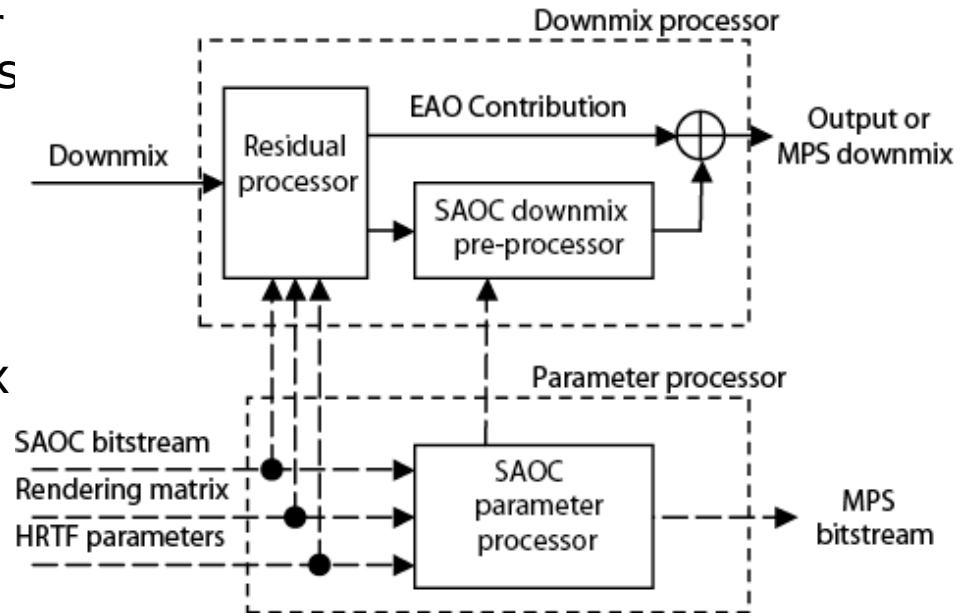 Downmix processor
EAO Contribution
Output or
MPS downmix
Downmix
Residual
processor
SAOC downmix
pre-processor
Parameter processor
SAOC bitstream
Rendering matrix
HRTF parameters
SAOC
parameter
processor
MPS
bitstream